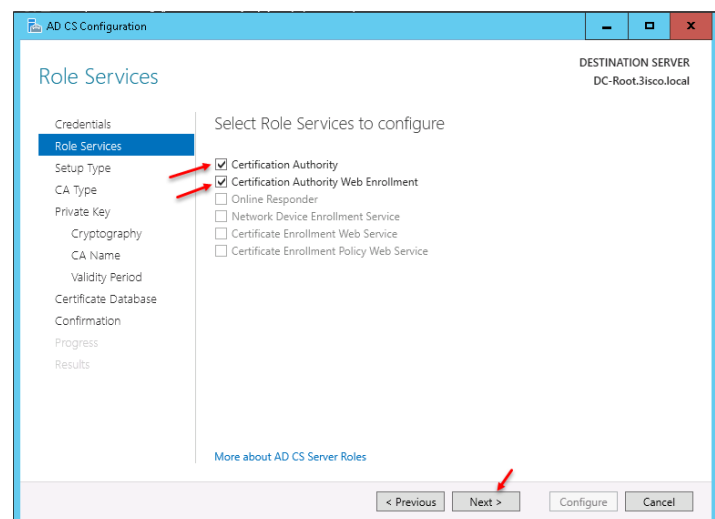 AD CS Configuration
Role Services
DESTINATION SERVER
DC-Root.3isco.local
Credentials
Role Services
Setup Type
CA Type
Private Key
Cryptography
CA Name
Validity Period
Certificate Database
Confirmation
Progress
Results
Select Role Services to configure
Certification Authority
Certification Authority Web Enrollment
Online Responder
Network Device Enrollment Service
Certificate Enrollment Web Service
Certificate Enrollment Policy Web Service
More about AD CS Server Roles
< Previous
Next >
Configure
Cancel